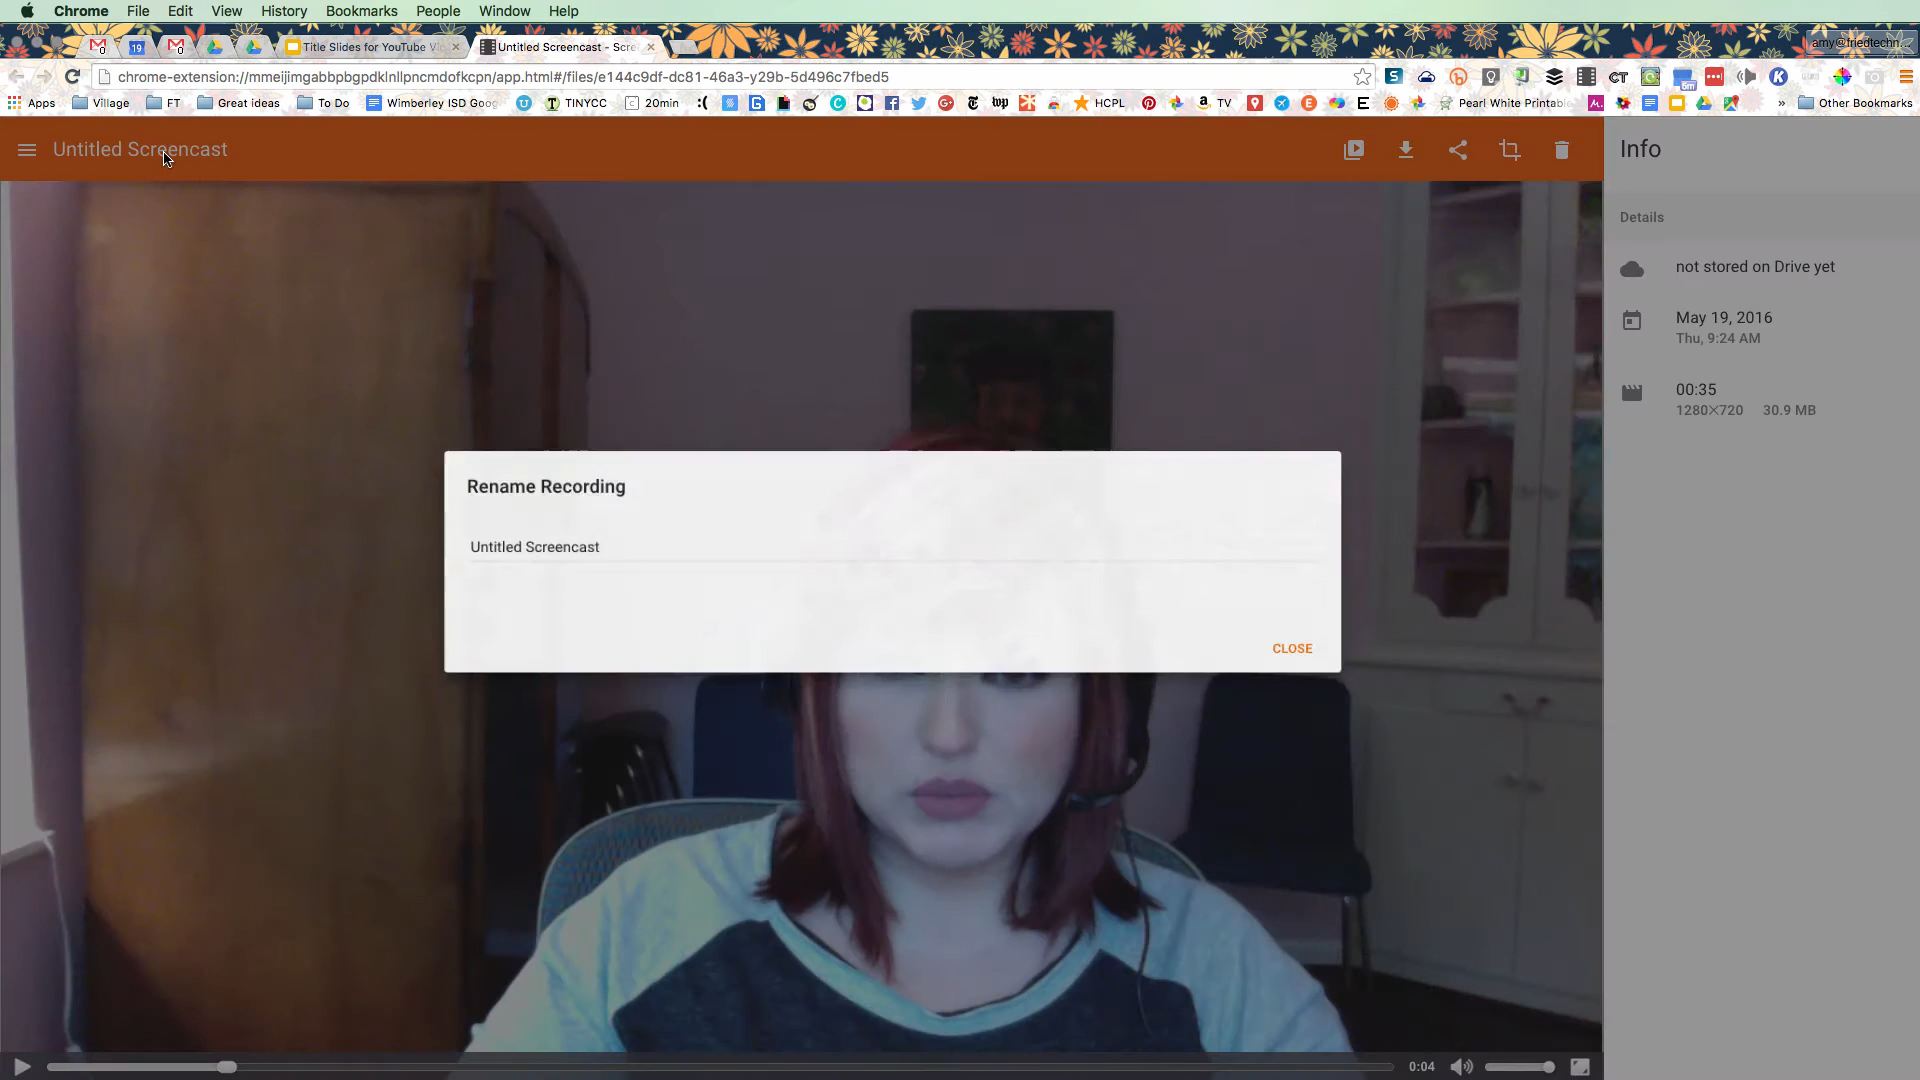 Chrome File Edit View History Bookmarks People Window Help
Title Slides for YouTube Vi
Untitled Screencast - Scre
amy@friedtechn...
chrome-extension://mmeijimgabbpbgpdklnllpncmdofkcpn/app.html#/files/e144c9df-dc81-46a3-y29b-5d496c7fbed5
Apps Village FT Great ideas To Do Wimberley ISD Goo TINYCC 20min :( HCPL TV Pearl White Printab » Other Bookmarks
Untitled Screencast
Info
Details
not stored on Drive yet
May 19, 2016
Thu, 9:24 AM
00:35
1280×720 30.9 MB
Rename Recording
Untitled Screencast
CLOSE
0:04